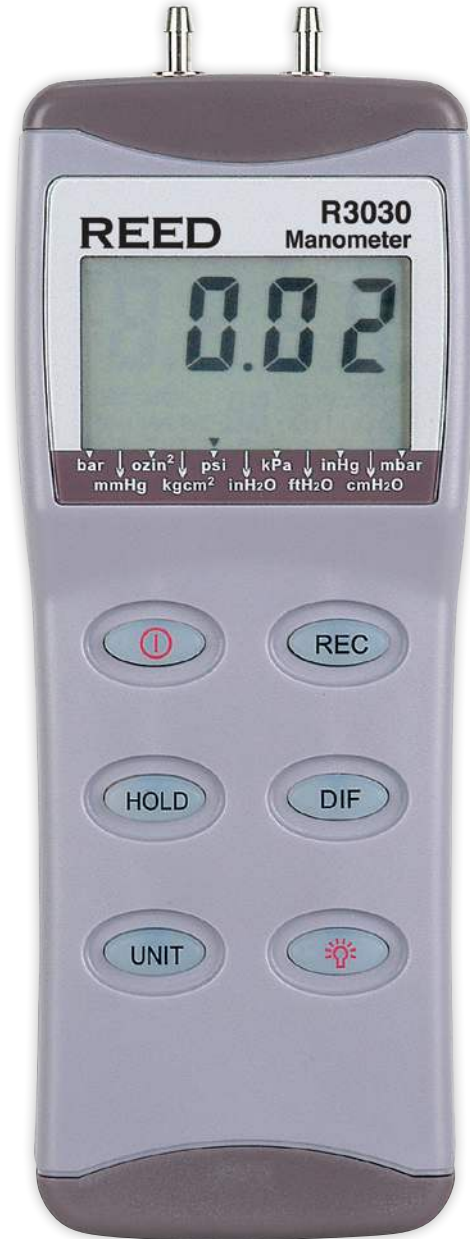 REED
R3030
Manometer
0.02
bar ozin² psi kPa inHg mbar
mmHg kgcm² inH₂O ftH₂O cmH₂O
REC
HOLD
DIF
UNIT